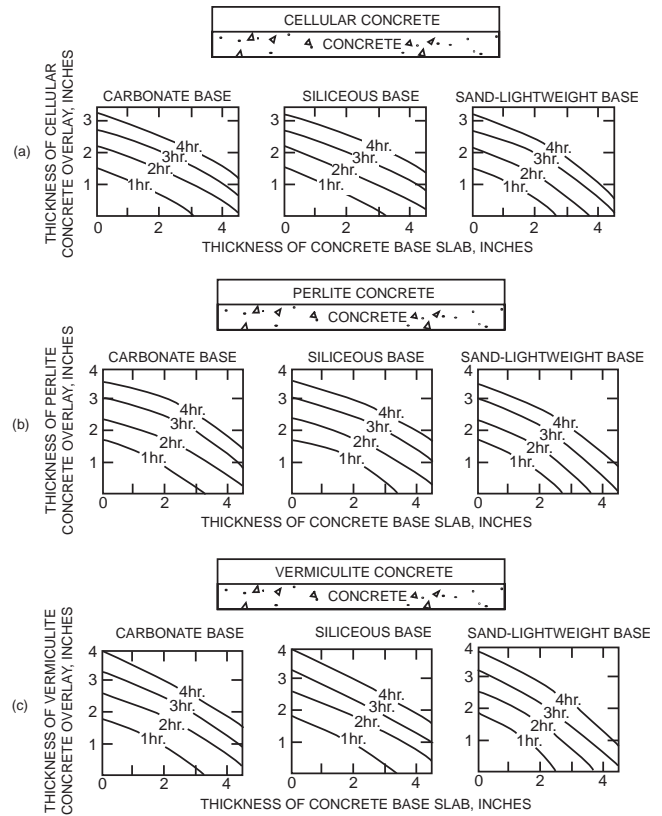 CELLULAR CONCRETE
CONCRETE
(a)
THICKNESS OF CELLULAR
CONCRETE OVERLAY, INCHES
CARBONATE BASE
SILICEOUS BASE
SAND-LIGHTWEIGHT BASE
3
2
1
4hr.
3hr.
2hr.
1hr.
0
2
4
3
2
1
4hr.
3hr.
2hr.
1hr.
0
2
4
3
2
1
4hr.
3hr.
2hr.
1hr.
0
2
4
THICKNESS OF CONCRETE BASE SLAB, INCHES
PERLITE CONCRETE
CONCRETE
(b)
THICKNESS OF PERLITE
CONCRETE OVERLAY, INCHES
CARBONATE BASE
SILICEOUS BASE
SAND-LIGHTWEIGHT BASE
4
3
2
1
4hr.
3hr.
2hr.
1hr.
0
2
4
4
3
2
1
4hr.
3hr.
2hr.
1hr.
0
2
4
4
3
2
1
4hr.
3hr.
2hr.
1hr.
0
2
4
THICKNESS OF CONCRETE BASE SLAB, INCHES
VERMICULITE CONCRETE
CONCRETE
(c)
THICKNESS OF VERMICULITE
CONCRETE OVERLAY, INCHES
CARBONATE BASE
SILICEOUS BASE
SAND-LIGHTWEIGHT BASE
4
3
2
1
4hr.
3hr.
2hr.
1hr.
0
2
4
4
3
2
1
4hr.
3hr.
2hr.
1hr.
0
2
4
4
3
2
1
4hr.
3hr.
2hr.
1hr.
0
2
4
THICKNESS OF CONCRETE BASE SLAB, INCHES